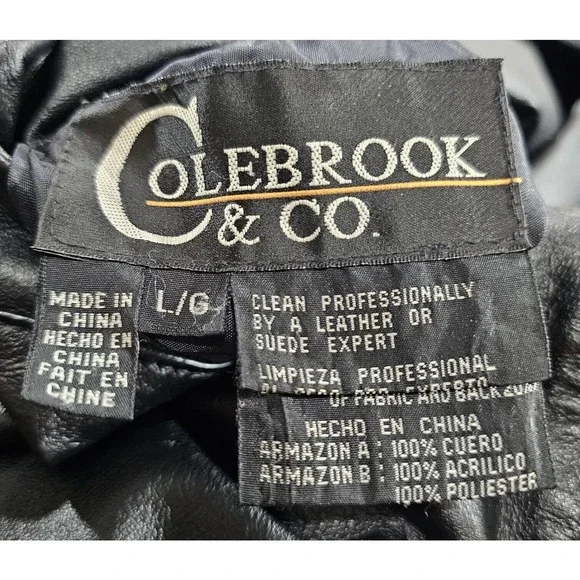 COLEBROOK
& CO.
MADE IN
CHINA
HECHO EN
CHINA
FAIT EN
CHINE
L/G
CLEAN PROFESSIONALLY
BY A LEATHER OR
SUEDE EXPERT
LIMPIEZA PROFESSIONAL
HECHO EN CHINA
ARMAZON A : 100% CUERO
ARMAZON B : 100% ACRILICO
100% POLIESTER